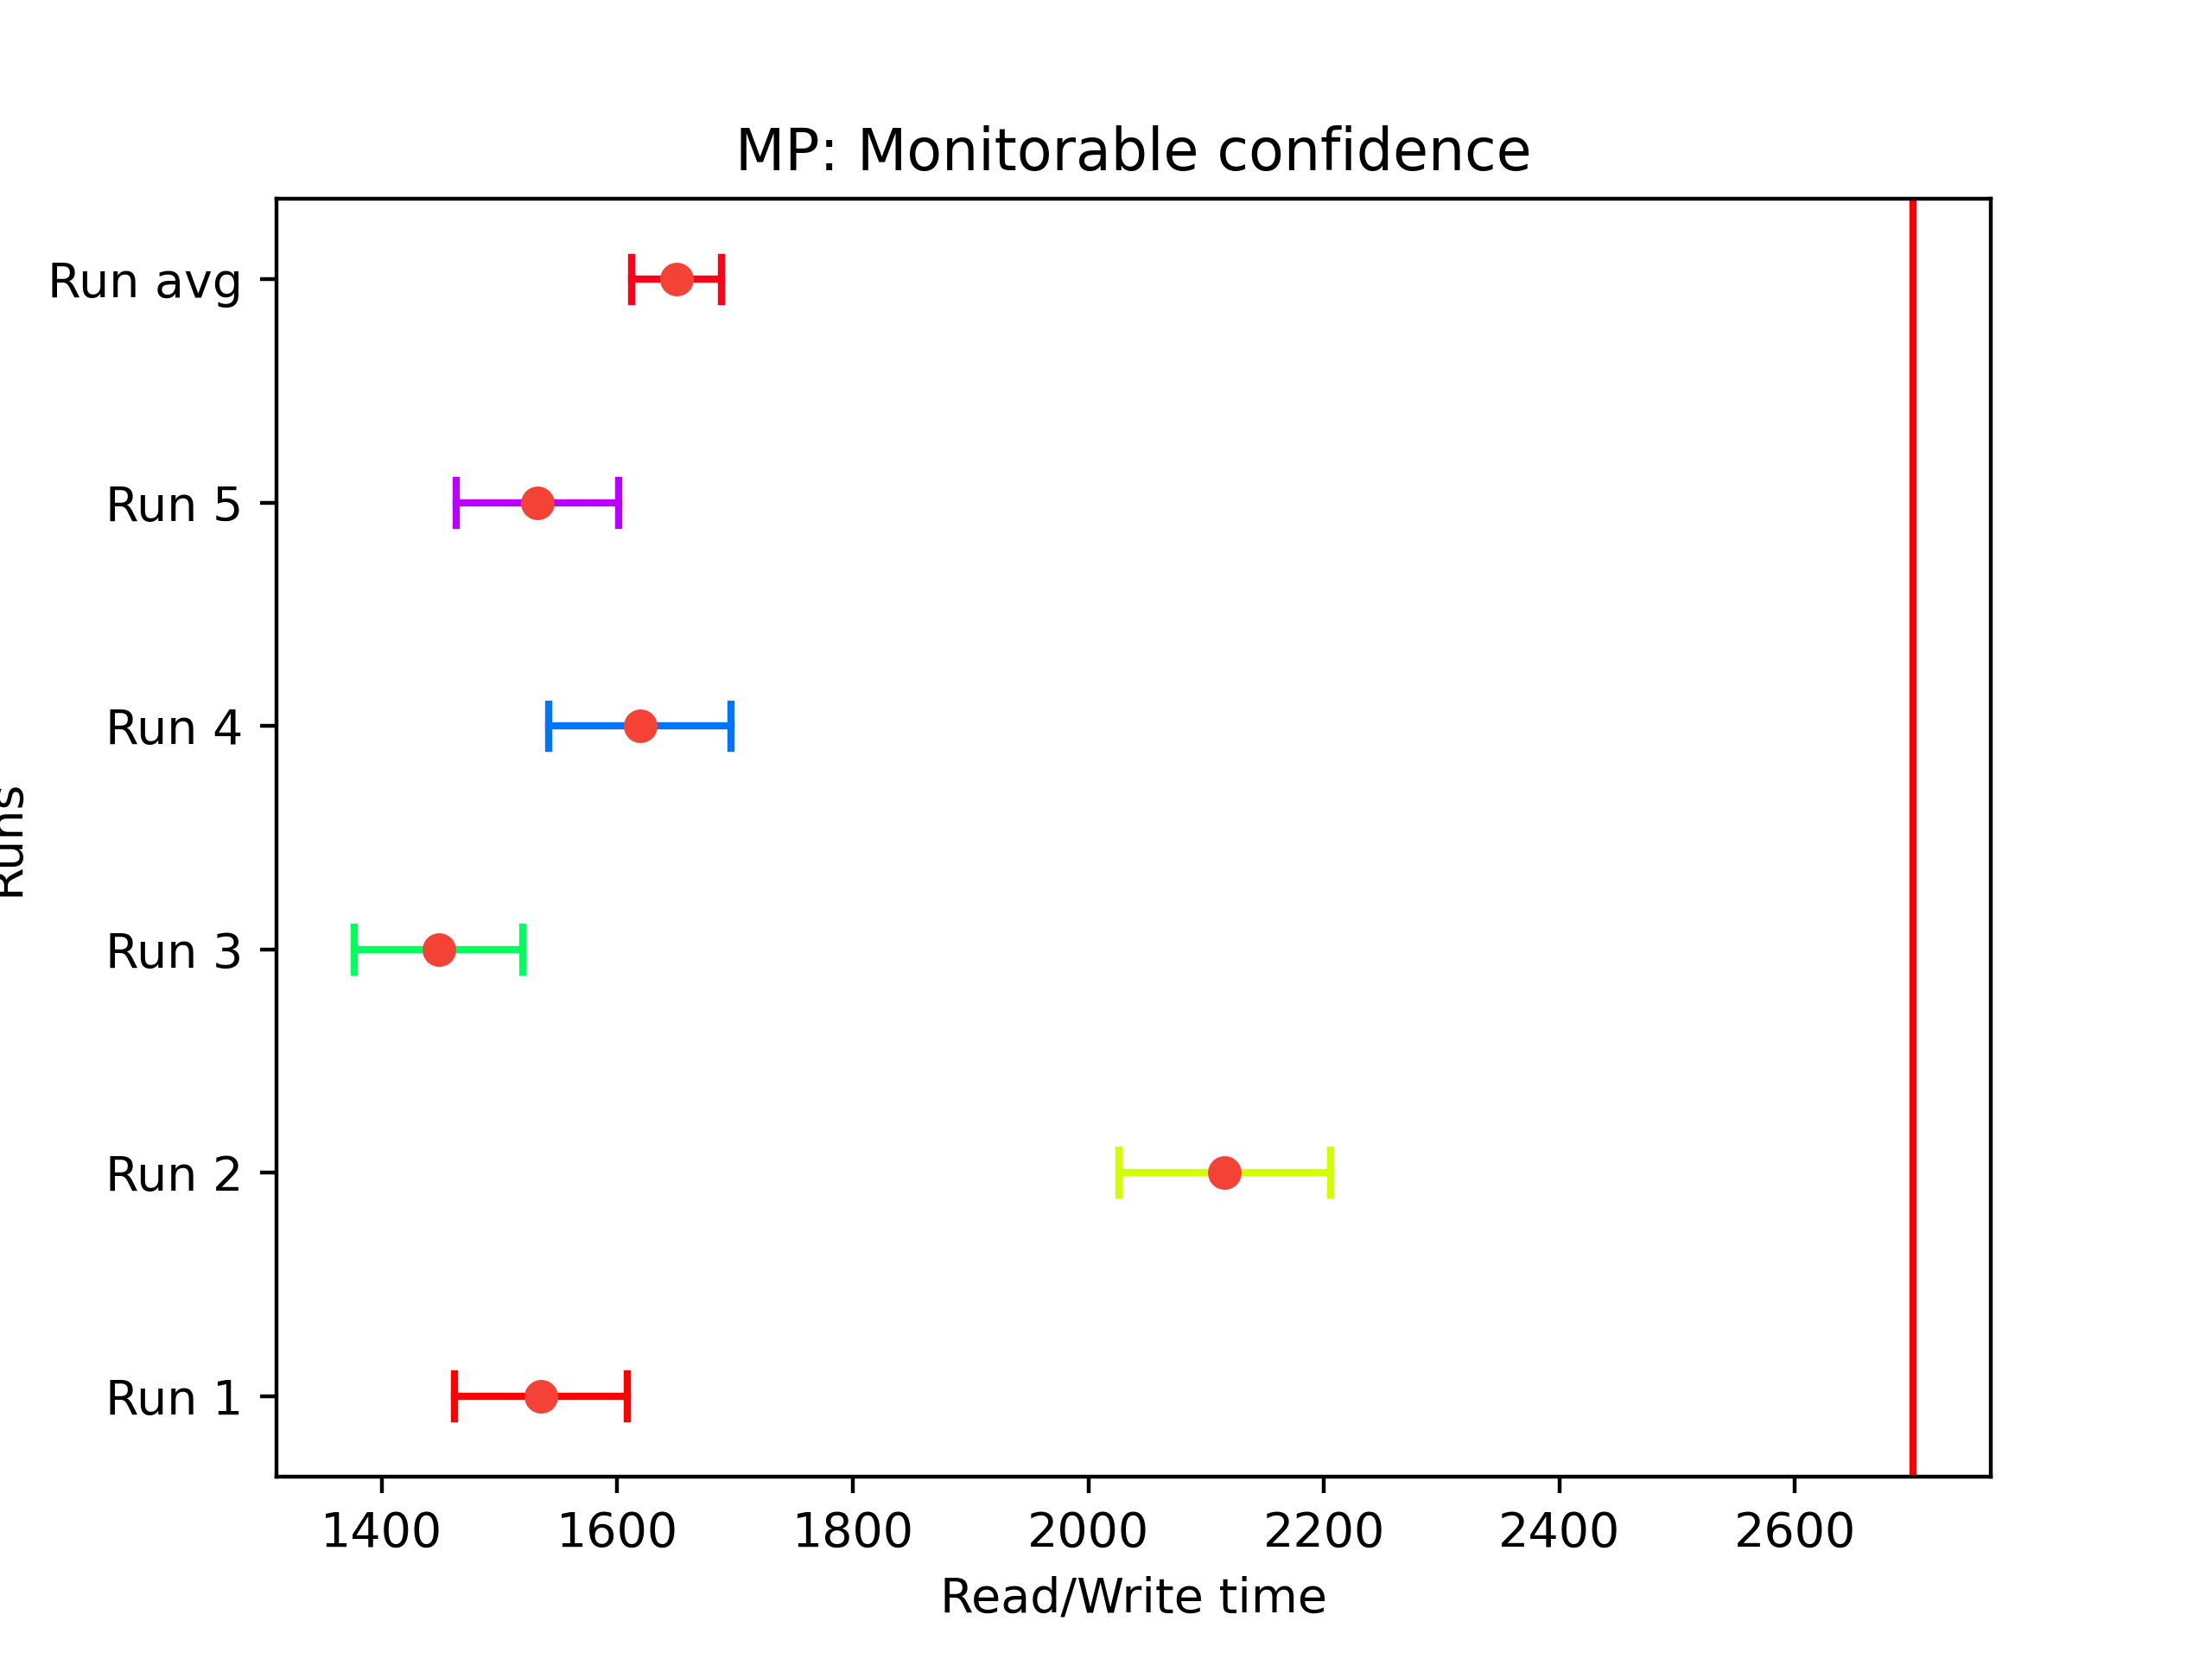 MP: Monitorable confidence
Run avg
Run 5
Run 4
Run 3
Run 2
Run 1
Runs
1400 1600 1800 2000 2200 2400 2600
Read/Write time